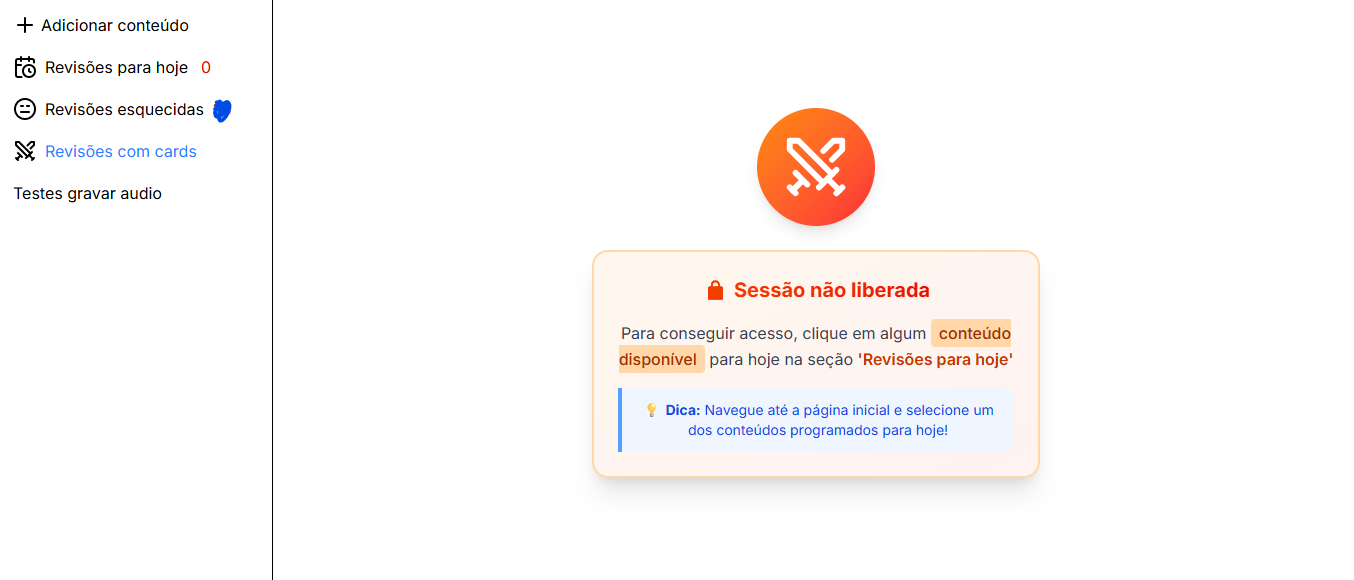 Adicionar conteúdo
Revisões para hoje 0
Revisões esquecidas
Revisões com cards
Testes gravar audio
Sessão não liberada
Para conseguir acesso, clique em algum conteúdo
disponível para hoje na seção 'Revisões para hoje'
Dica: Navegue até a página inicial e selecione um
dos conteúdos programados para hoje!